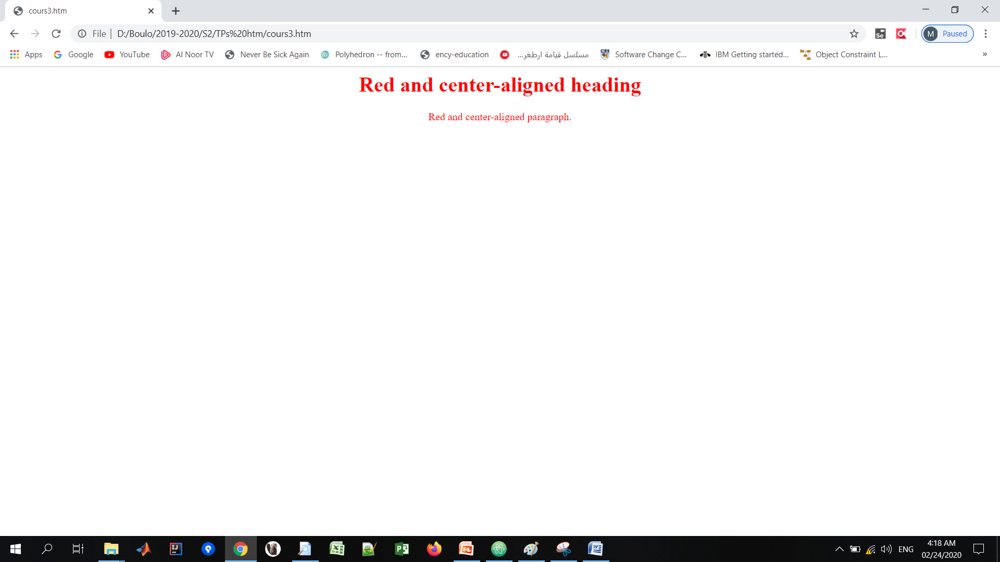 cours3.htm
File | D:/Boulo/2019-2020/S2/TPs%20htm/cours3.htm
M Paused
Apps Google YouTube Al Noor TV Never Be Sick Again Polyhedron -- from... ency-education مسلسل قيامة ارطغر... Software Change C... IBM Getting started... Object Constraint L... »
Red and center-aligned heading
Red and center-aligned paragraph.
ENG
4:18 AM
02/24/2020